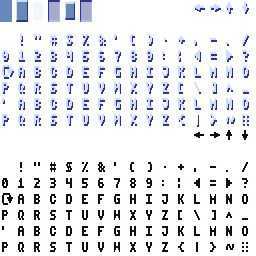 ← → ↑ ↓
! " # $ % & ' ( ) · + , - . /
0 1 2 3 4 5 6 7 8 9 : ¦ ◀ = ▶ ?
A B C D E F G H I J K L M N O
P Q R S T U V W X Y Z [ \ ] ^ _
' A B C D E F G H I J K L M N O
P Q R S T U V W X Y Z { | } ~
← → ↑ ↓
! " # $ % & ' ( ) · + , - . /
0 1 2 3 4 5 6 7 8 9 : ¦ ◀ = ▶ ?
A B C D E F G H I J K L M N O
P Q R S T U V W X Y Z [ \ ] ^ _
' A B C D E F G H I J K L M N O
P Q R S T U V W X Y Z { | } ~